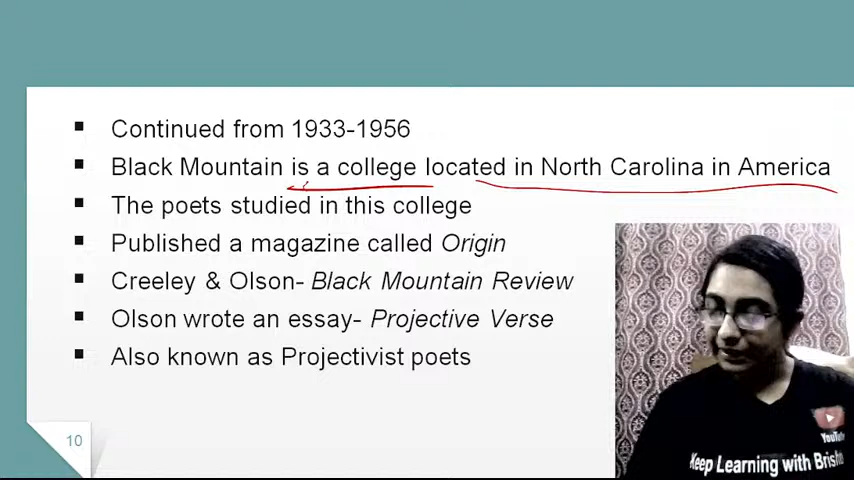 Continued from 1933-1956
Black Mountain is a college located in North Carolina in America
The poets studied in this college
Published a magazine called Origin
Creeley & Olson- Black Mountain Review
Olson wrote an essay- Projective Verse
Also known as Projectivist poets
10
YouTu
Keep Learning with Brish